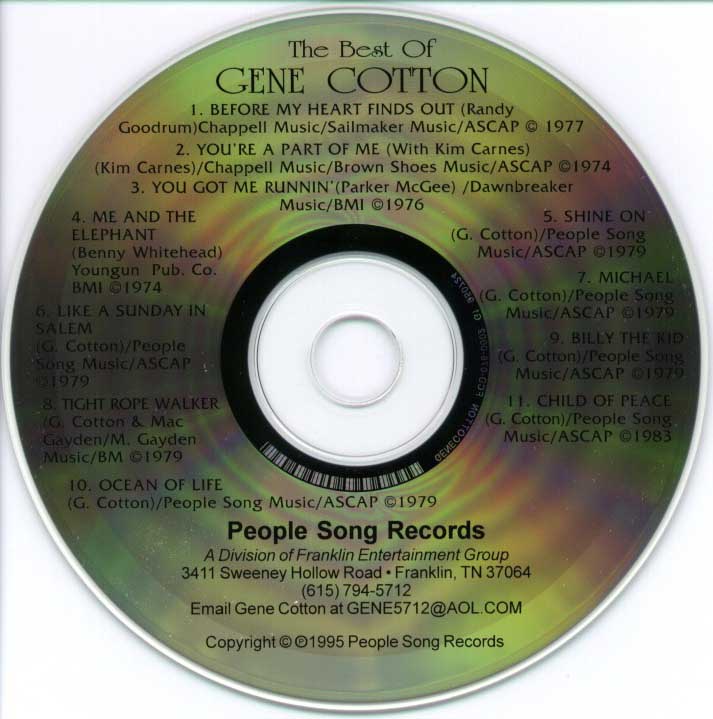 The Best Of
GENE COTTON
1. BEFORE MY HEART FINDS OUT (Randy
Goodrum)Chappell Music/Sailmaker Music/ASCAP © 1977
2. YOU'RE A PART OF ME (With Kim Carnes)
(Kim Carnes)/Chappell Music/Brown Shoes Music/ASCAP ©1974
3. YOU GOT ME RUNNIN'(Parker McGee) /Dawnbreaker
Music/BMI ©1976
4. ME AND THE
ELEPHANT
(Benny Whitehead)
Youngun Pub. Co.
BMI ©1974
5. SHINE ON
(G. Cotton)/People Song
Music/ASCAP ©1979
6. LIKE A SUNDAY IN
SALEM
(G. Cotton)/People
Song Music/ASCAP
©1979
7. MICHAEL
(G. Cotton)/People Song
Music/ASCAP ©1979
8. TIGHT ROPE WALKER
(G. Cotton & Mac
Gayden/M. Gayden
Music/BM ©1979
9. BILLY THE KID
(G. Cotton)/People Song
Music/ASCAP ©1979
10. OCEAN OF LIFE
(G. Cotton)/People Song Music/ASCAP ©1979
11. CHILD OF PEACE
(G. Cotton)/People Song
Music/ASCAP ©1983
GENECOTTON ECD-018-0003
People Song Records
A Division of Franklin Entertainment Group
3411 Sweeney Hollow Road • Franklin, TN 37064
(615) 794-5712
Email Gene Cotton at GENE5712@AOL.COM
Copyright © ℗1995 People Song Records